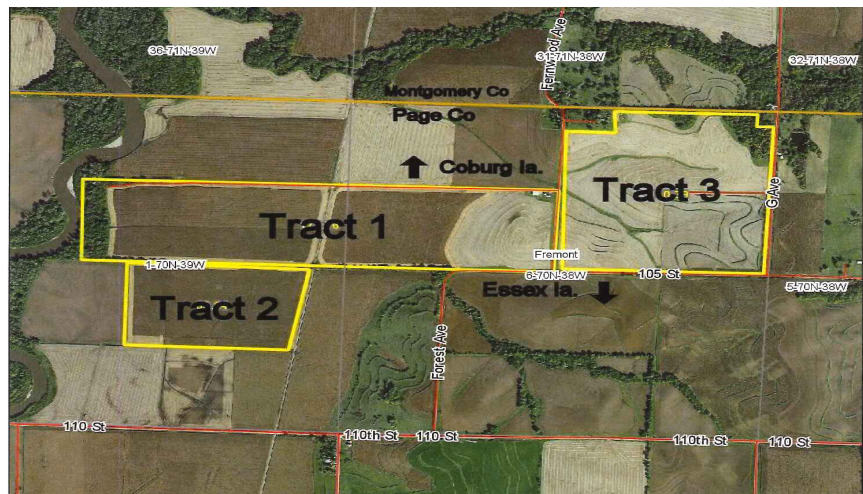 36-71N-39W
31-71N-38W
Fernwood Ave
32-71N-38W
Montgomery Co
Page Co
Coburg Ia.
Tract 1
Tract 3
G Ave
Fremont
1-70N-39W
6-70N-38W
105 St
5-70N-38W
Tract 2
Essex Ia.
Forest Ave
110 St
110th St
110 St
110th St
110 St